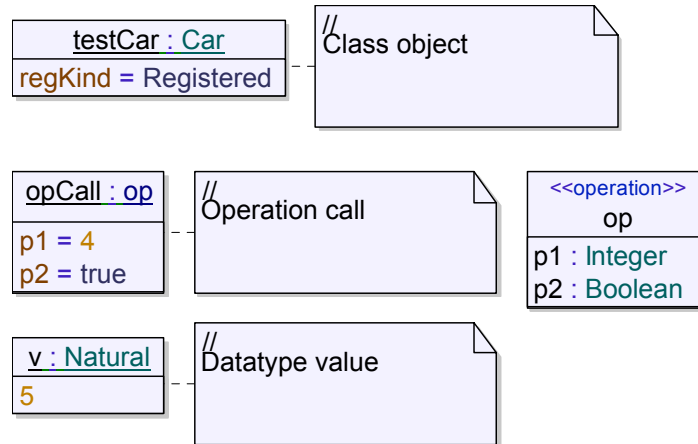 testCar : Car
regKind = Registered
//
Class object
opCall : op
p1 = 4
p2 = true
//
Operation call
<<operation>>
op
p1 : Integer
p2 : Boolean
v : Natural
5
//
Datatype value